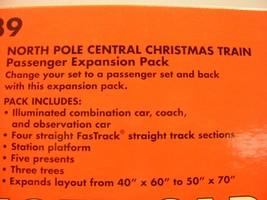 39
NORTH POLE CENTRAL CHRISTMAS TRAIN
Passenger Expansion Pack
Change your set to a passenger set and back
with this expansion pack.
PACK INCLUDES:
• Illuminated combination car, coach,
and observation car
• Four straight FasTrack® straight track sections
• Station platform
• Five presents
• Three trees
• Expands layout from 40" x 60" to 50" x 70"